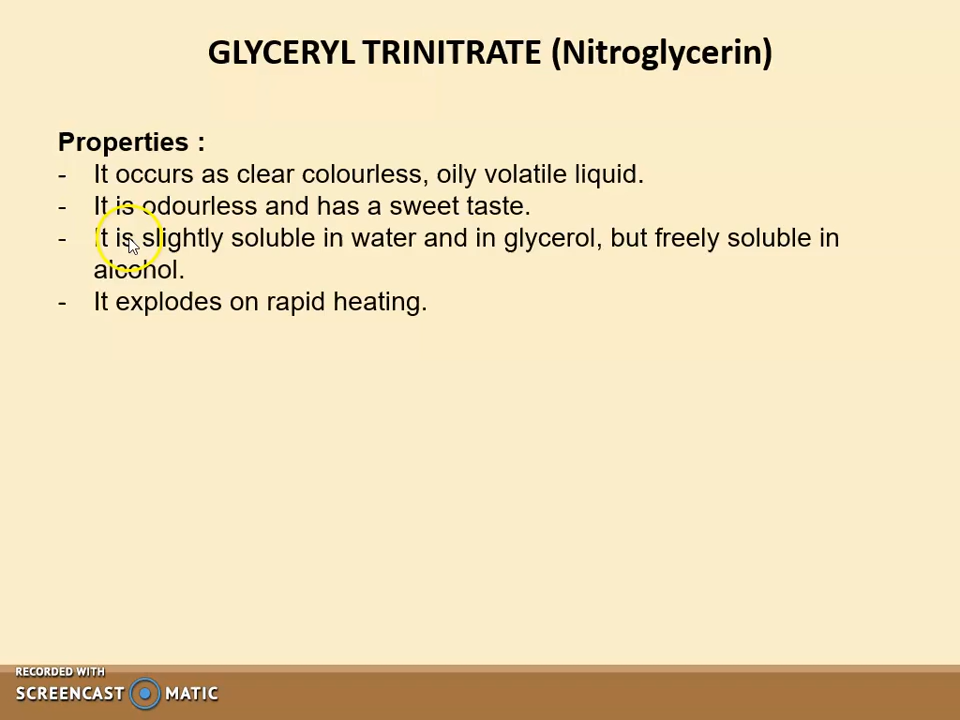 GLYCERYL TRINITRATE (Nitroglycerin)
Properties :
- It occurs as clear colourless, oily volatile liquid.
- It is odourless and has a sweet taste.
- It is slightly soluble in water and in glycerol, but freely soluble in
alcohol.
- It explodes on rapid heating.
RECORDED WITH
SCREENCAST MATIC